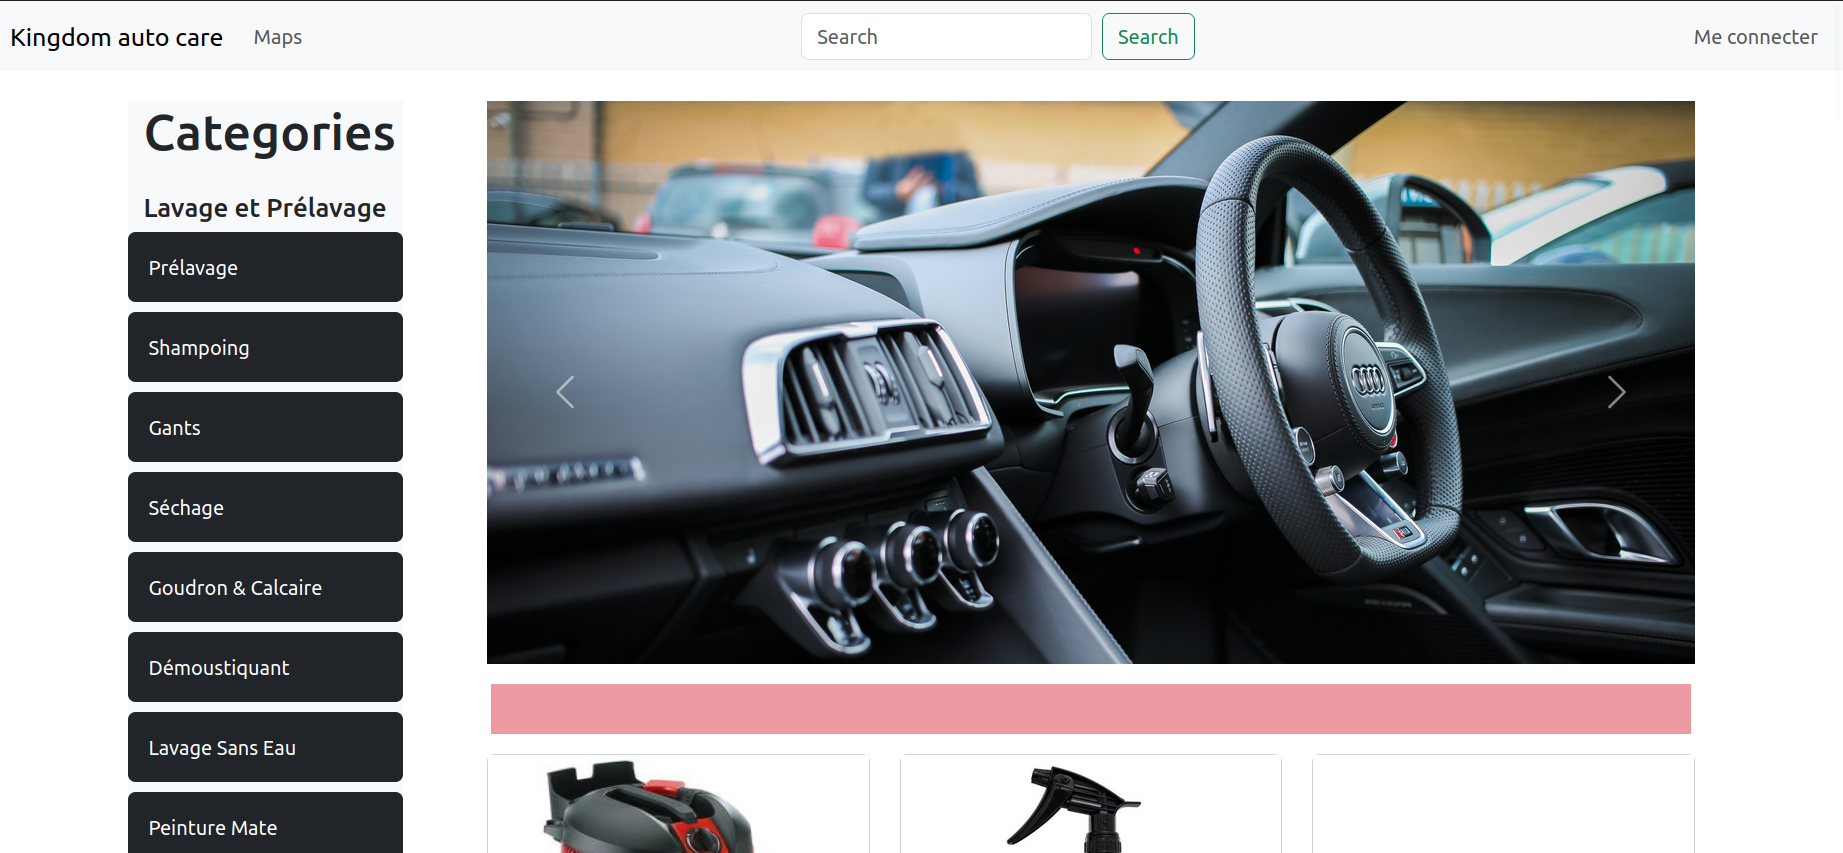 Kingdom auto care
Maps
Search
Search
Me connecter
Categories
Lavage et Prélavage
Prélavage
Shampoing
Gants
Séchage
Goudron & Calcaire
Démoustiquant
Lavage Sans Eau
Peinture Mate